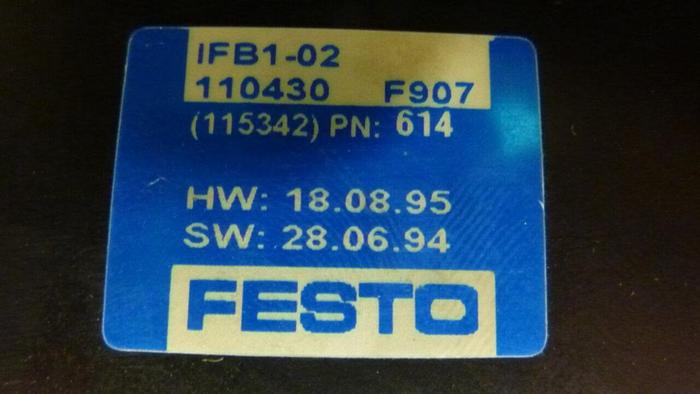 IFB1-02
110430 F907
(115342) PN: 614
HW: 18.08.95
SW: 28.06.94
FESTO